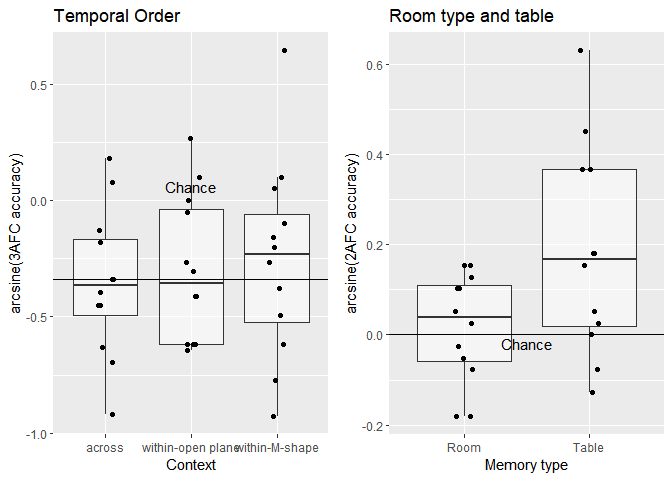 Temporal Order
arcsine(3AFC accuracy)
0.5
0.0
-0.5
-1.0
Chance
across
within-open plane
within-M-shape
Context
Room type and table
arcsine(2AFC accuracy)
0.6
0.4
0.2
0.0
-0.2
Chance
Room
Table
Memory type